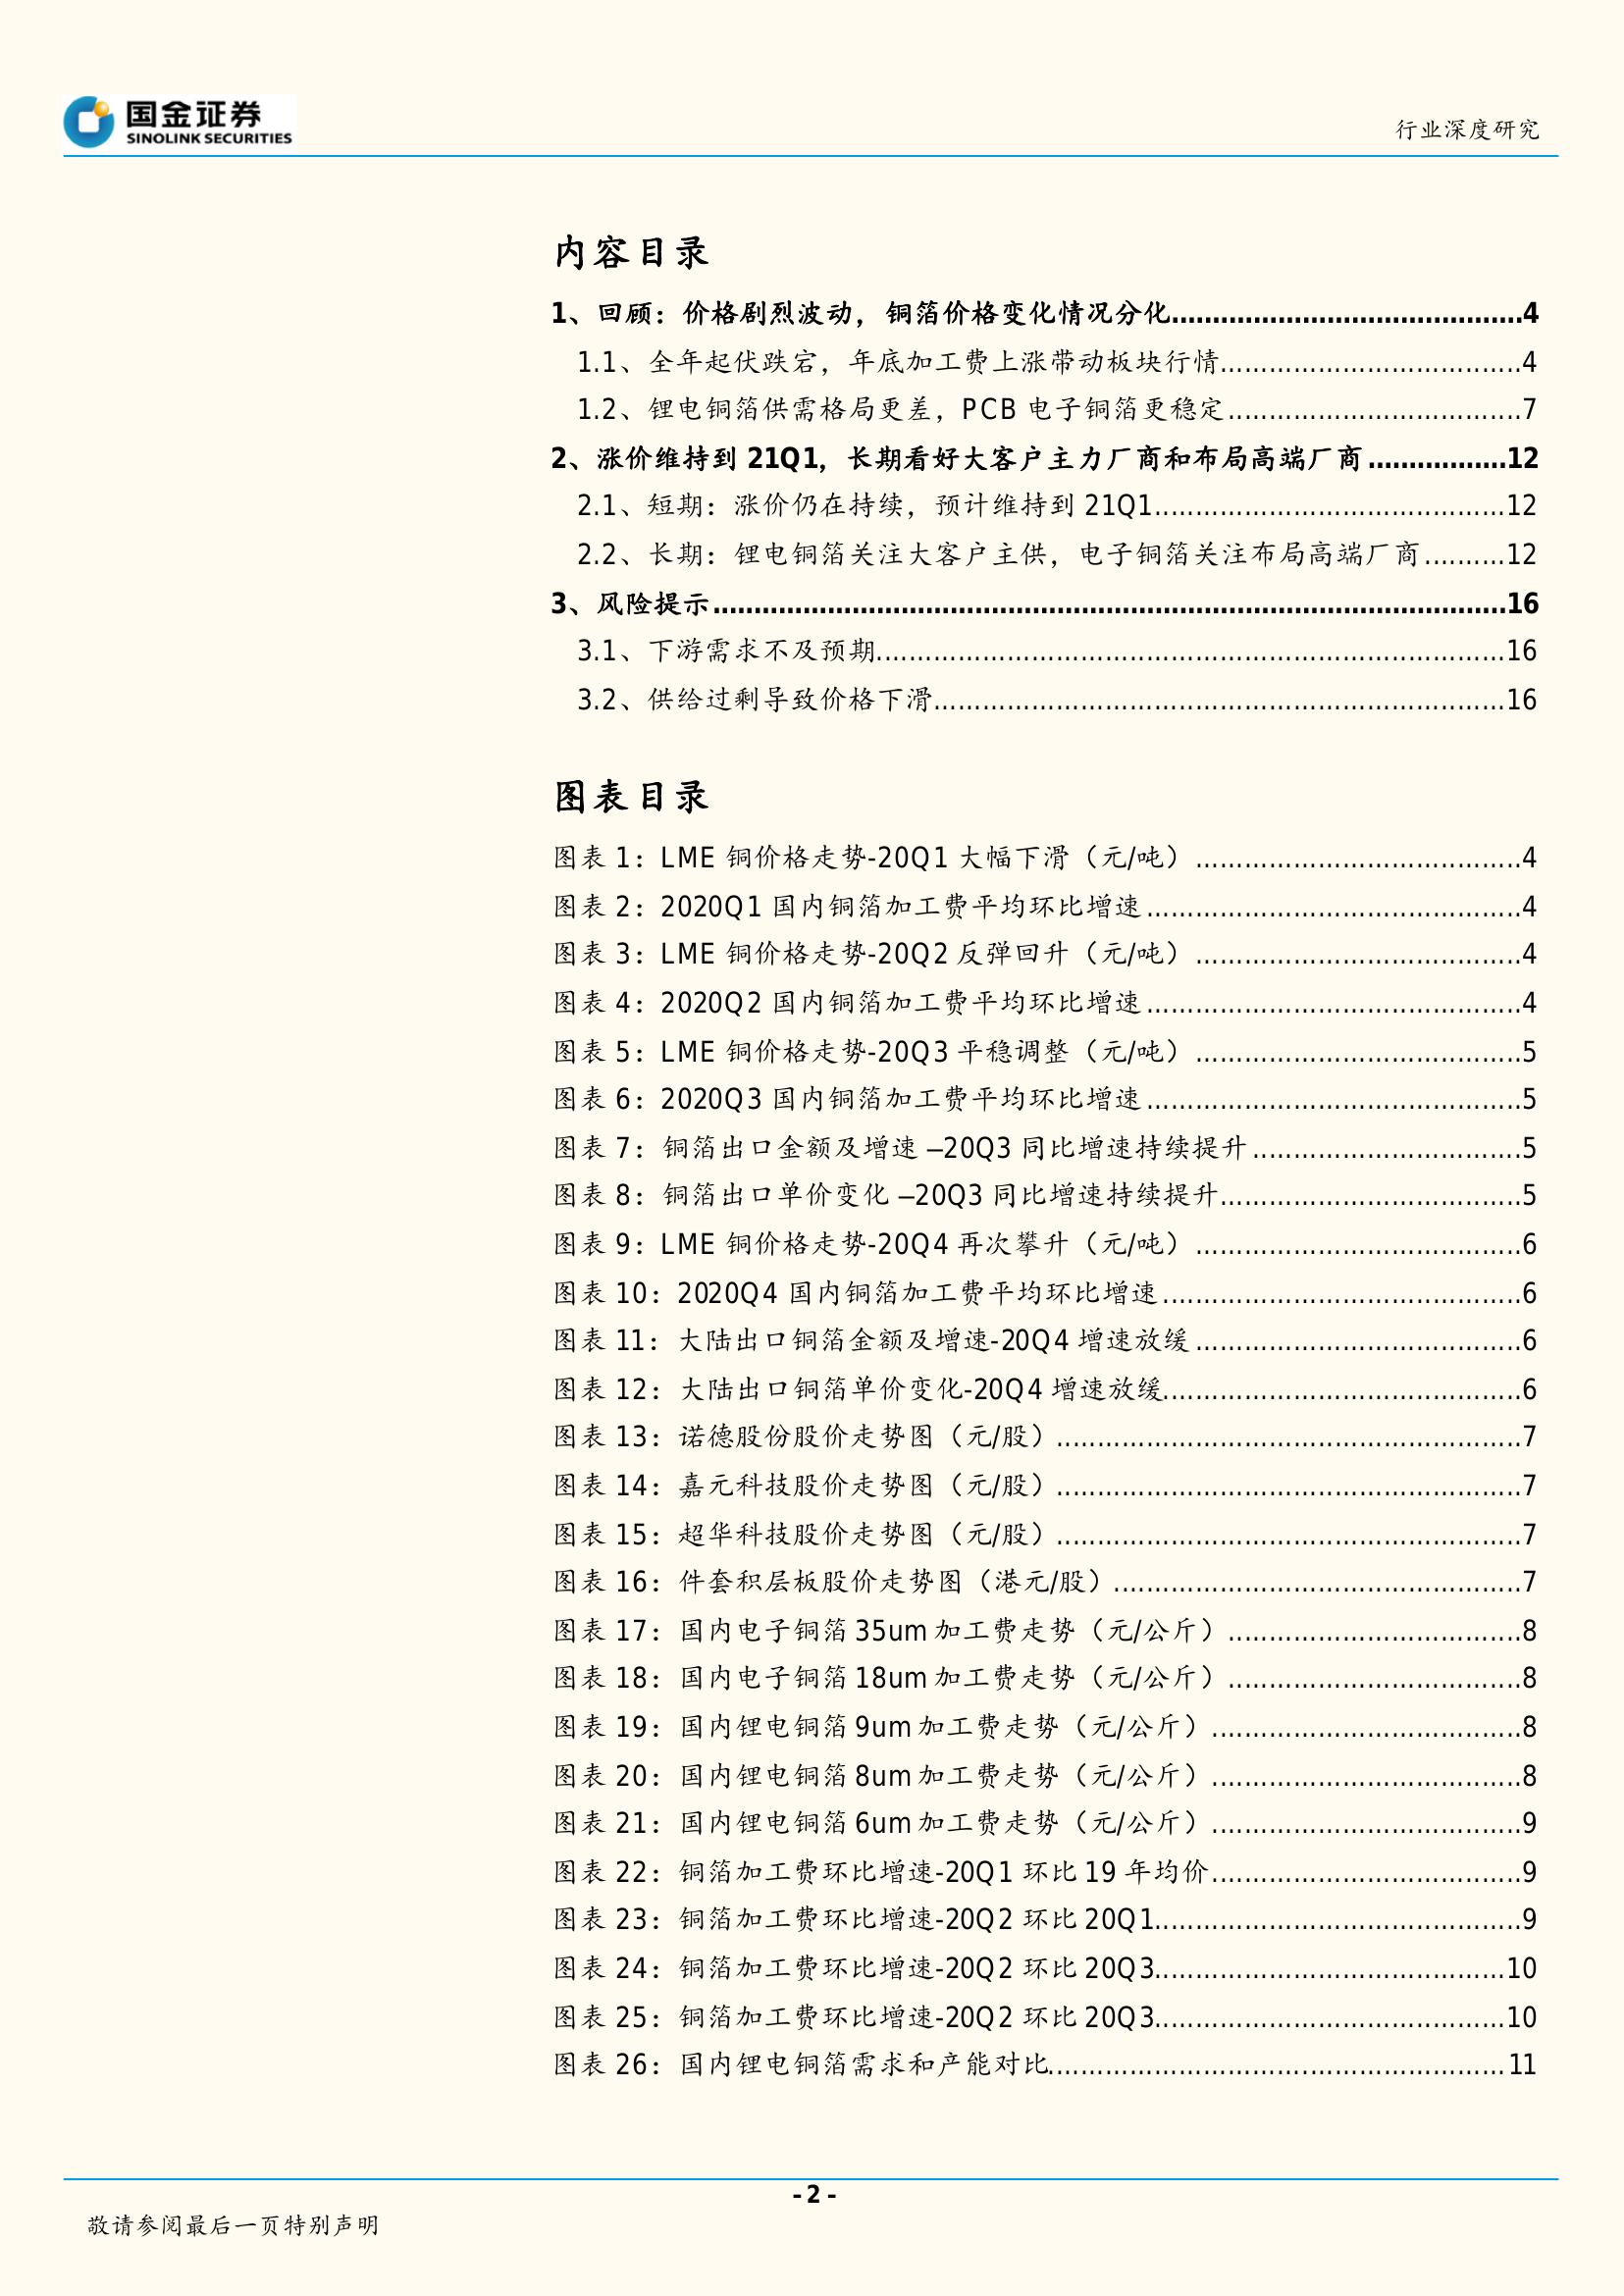 国金证券
SINOLINK SECURITIES
行业深度研究
内容目录
1、回顾：价格剧烈波动，铜箔价格变化情况分化..........................................4
1.1、全年起伏跌宕，年底加工费上涨带动板块行情.....................................4
1.2、锂电铜箔供需格局更差，PCB 电子铜箔更稳定....................................7
2、涨价维持到 21Q1，长期看好大客户主力厂商和布局高端厂商.................12
2.1、短期：涨价仍在持续，预计维持到 21Q1...........................................12
2.2、长期：锂电铜箔关注大客户主供，电子铜箔关注布局高端厂商..........12
3、风险提示................................................................................................16
3.1、下游需求不及预期.............................................................................16
3.2、供给过剩导致价格下滑......................................................................16
图表目录
图表 1：LME 铜价格走势-20Q1 大幅下滑（元/吨）........................................4
图表 2：2020Q1 国内铜箔加工费平均环比增速..............................................4
图表 3：LME 铜价格走势-20Q2 反弹回升（元/吨）........................................4
图表 4：2020Q2 国内铜箔加工费平均环比增速..............................................4
图表 5：LME 铜价格走势-20Q3 平稳调整（元/吨）........................................5
图表 6：2020Q3 国内铜箔加工费平均环比增速..............................................5
图表 7：铜箔出口金额及增速 –20Q3 同比增速持续提升.................................5
图表 8：铜箔出口单价变化 –20Q3 同比增速持续提升.....................................5
图表 9：LME 铜价格走势-20Q4 再次攀升（元/吨）........................................6
图表 10：2020Q4 国内铜箔加工费平均环比增速............................................6
图表 11：大陆出口铜箔金额及增速-20Q4 增速放缓........................................6
图表 12：大陆出口铜箔单价变化-20Q4 增速放缓............................................6
图表 13：诺德股份股价走势图（元/股）.........................................................7
图表 14：嘉元科技股价走势图（元/股）.........................................................7
图表 15：超华科技股价走势图（元/股）.........................................................7
图表 16：件套积层板股价走势图（港元/股）..................................................7
图表 17：国内电子铜箔 35um 加工费走势（元/公斤）....................................8
图表 18：国内电子铜箔 18um 加工费走势（元/公斤）....................................8
图表 19：国内锂电铜箔 9um 加工费走势（元/公斤）......................................8
图表 20：国内锂电铜箔 8um 加工费走势（元/公斤）......................................8
图表 21：国内锂电铜箔 6um 加工费走势（元/公斤）......................................9
图表 22：铜箔加工费环比增速-20Q1 环比 19 年均价......................................9
图表 23：铜箔加工费环比增速-20Q2 环比 20Q1.............................................9
图表 24：铜箔加工费环比增速-20Q2 环比 20Q3...........................................10
图表 25：铜箔加工费环比增速-20Q2 环比 20Q3...........................................10
图表 26：国内锂电铜箔需求和产能对比........................................................11
- 2 -
敬请参阅最后一页特别声明